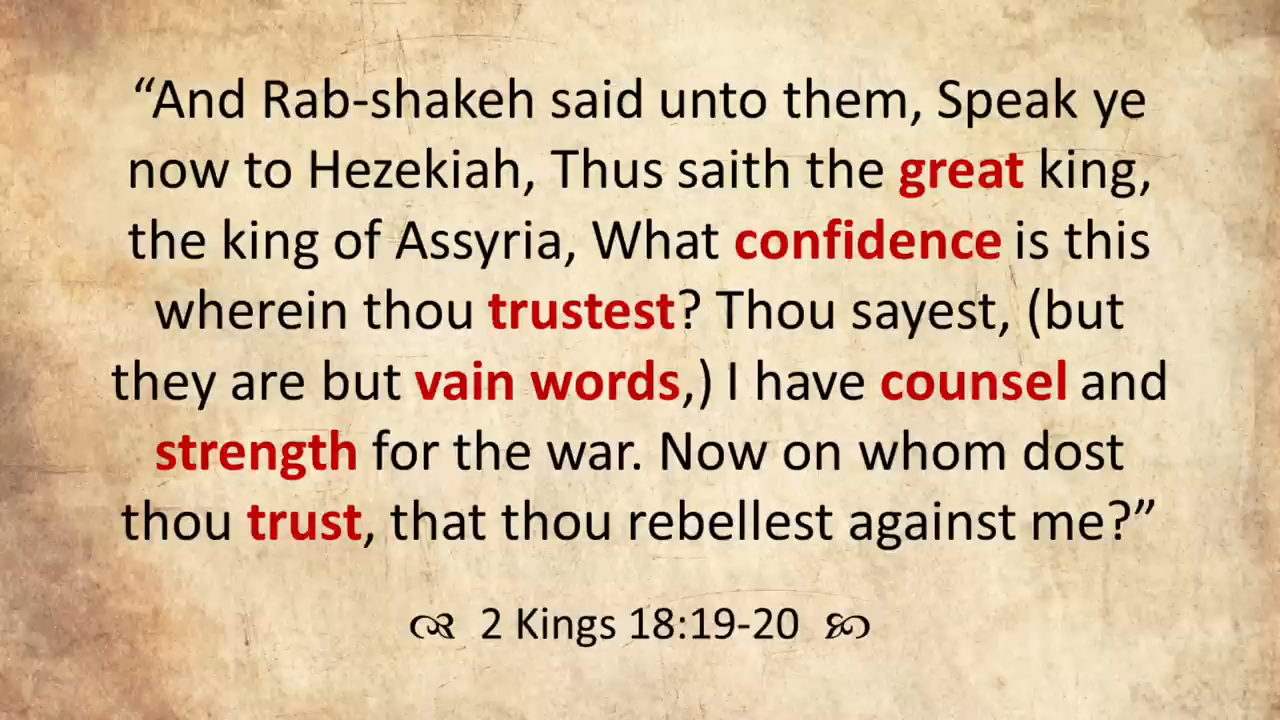 “And Rab-shakeh said unto them, Speak ye
now to Hezekiah, Thus saith the great king,
the king of Assyria, What confidence is this
wherein thou trustest? Thou sayest, (but
they are but vain words,) I have counsel and
strength for the war. Now on whom dost
thou trust, that thou rebellest against me?”
2 Kings 18:19-20